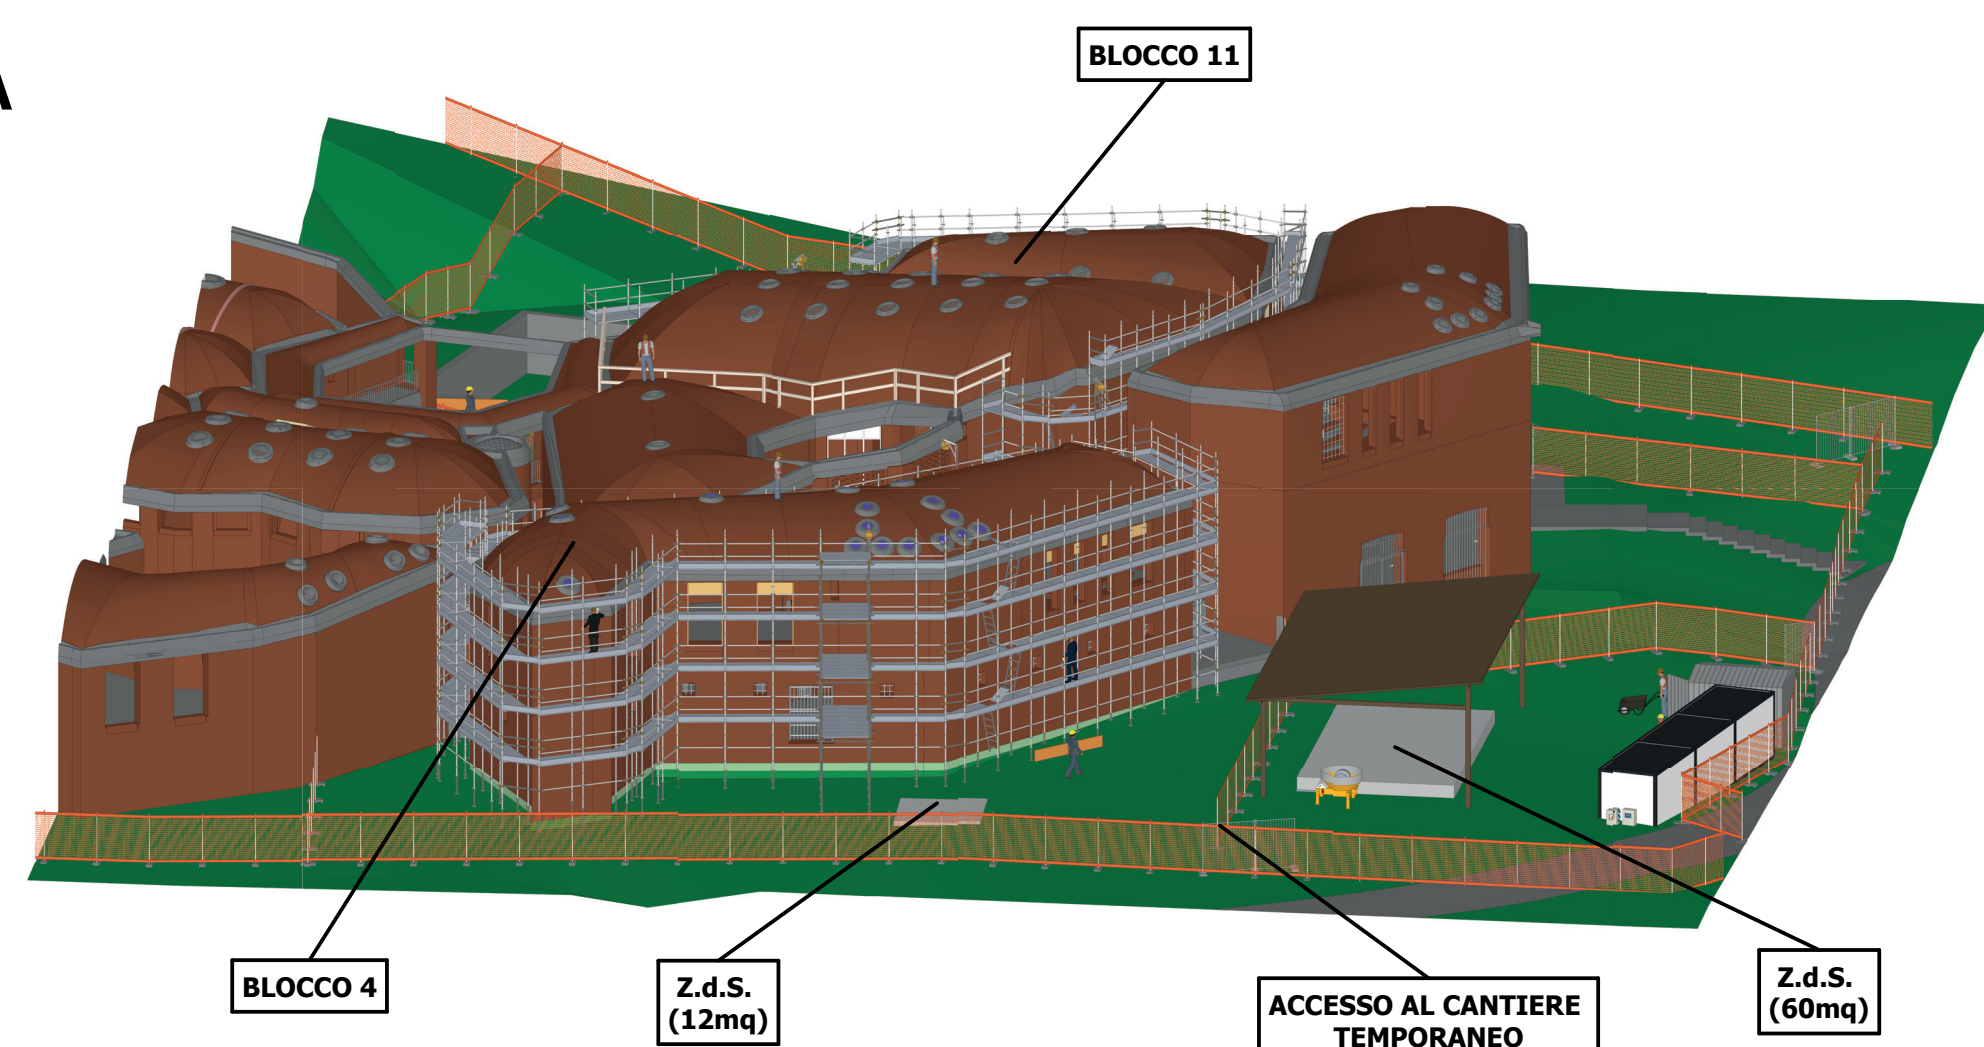 A
BLOCCO 11
BLOCCO 4
Z.d.S.
(12mq)
ACCESSO AL CANTIERE
TEMPORANEO
Z.d.S.
(60mq)